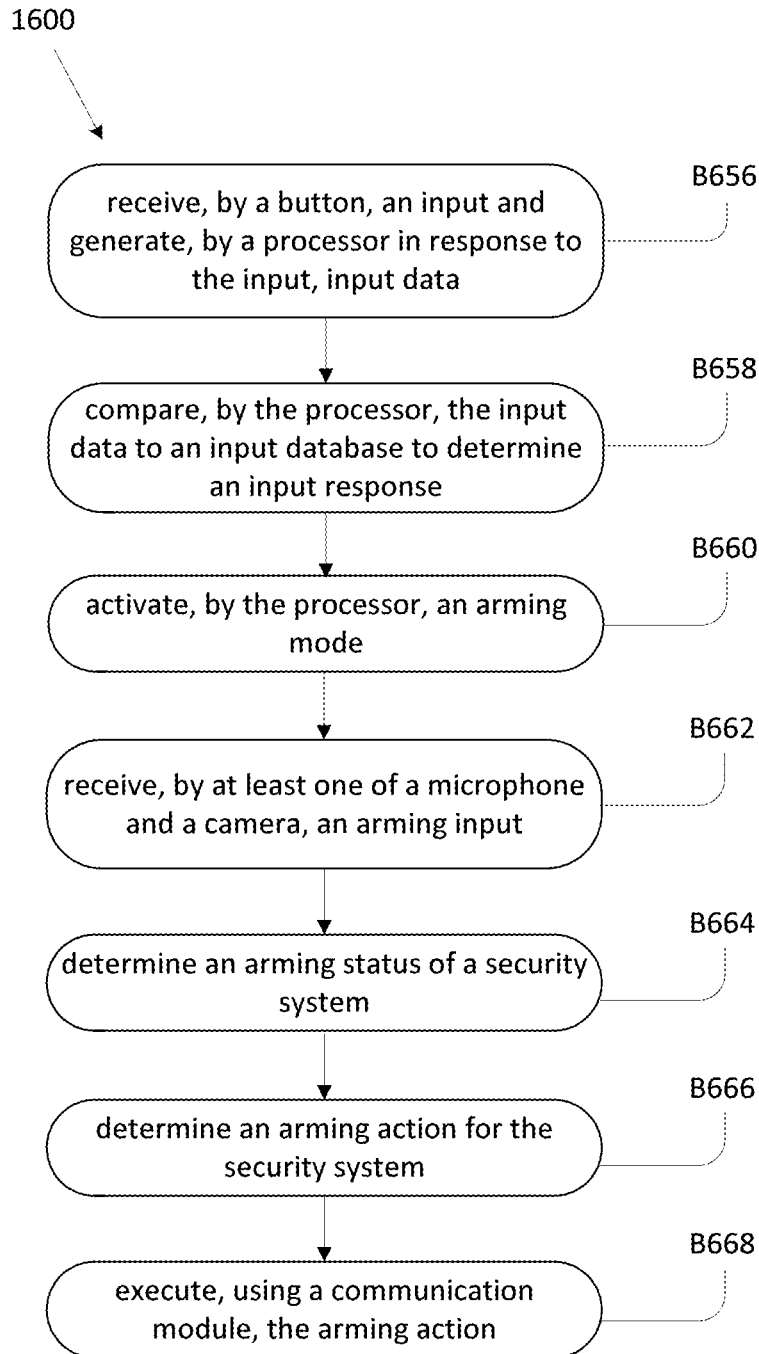 1600
B656
receive, by a button, an input and
generate, by a processor in response to
the input, input data
B658
compare, by the processor, the input
data to an input database to determine
an input response
B660
activate, by the processor, an arming
mode
B662
receive, by at least one of a microphone
and a camera, an arming input
B664
determine an arming status of a security
system
B666
determine an arming action for the
security system
B668
execute, using a communication
module, the arming action